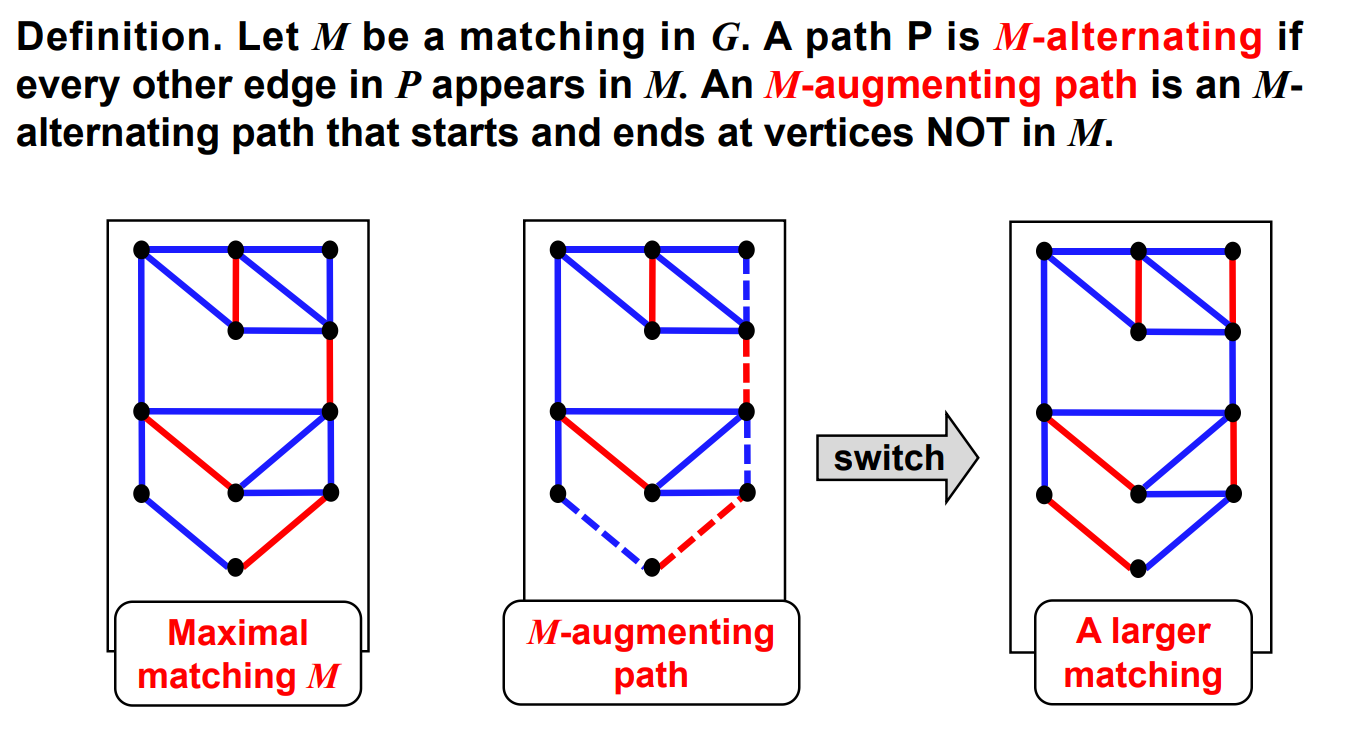 Definition. Let M be a matching in G. A path P is M-alternating if
every other edge in P appears in M. An M-augmenting path is an M-
alternating path that starts and ends at vertices NOT in M.
switch
Maximal
matching M
M-augmenting
path
A larger
matching